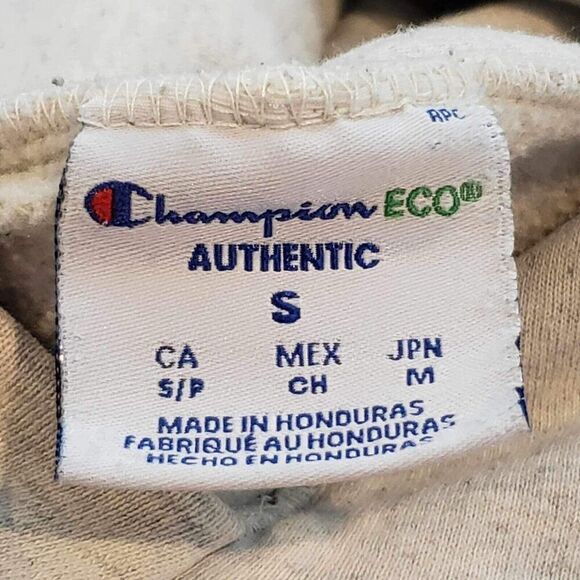 RPC
Champion ECO®
AUTHENTIC
S
CA MEX JPN
S/P CH M
MADE IN HONDURAS
FABRIQUÉ AU HONDURAS
HECHO EN HONDURAS